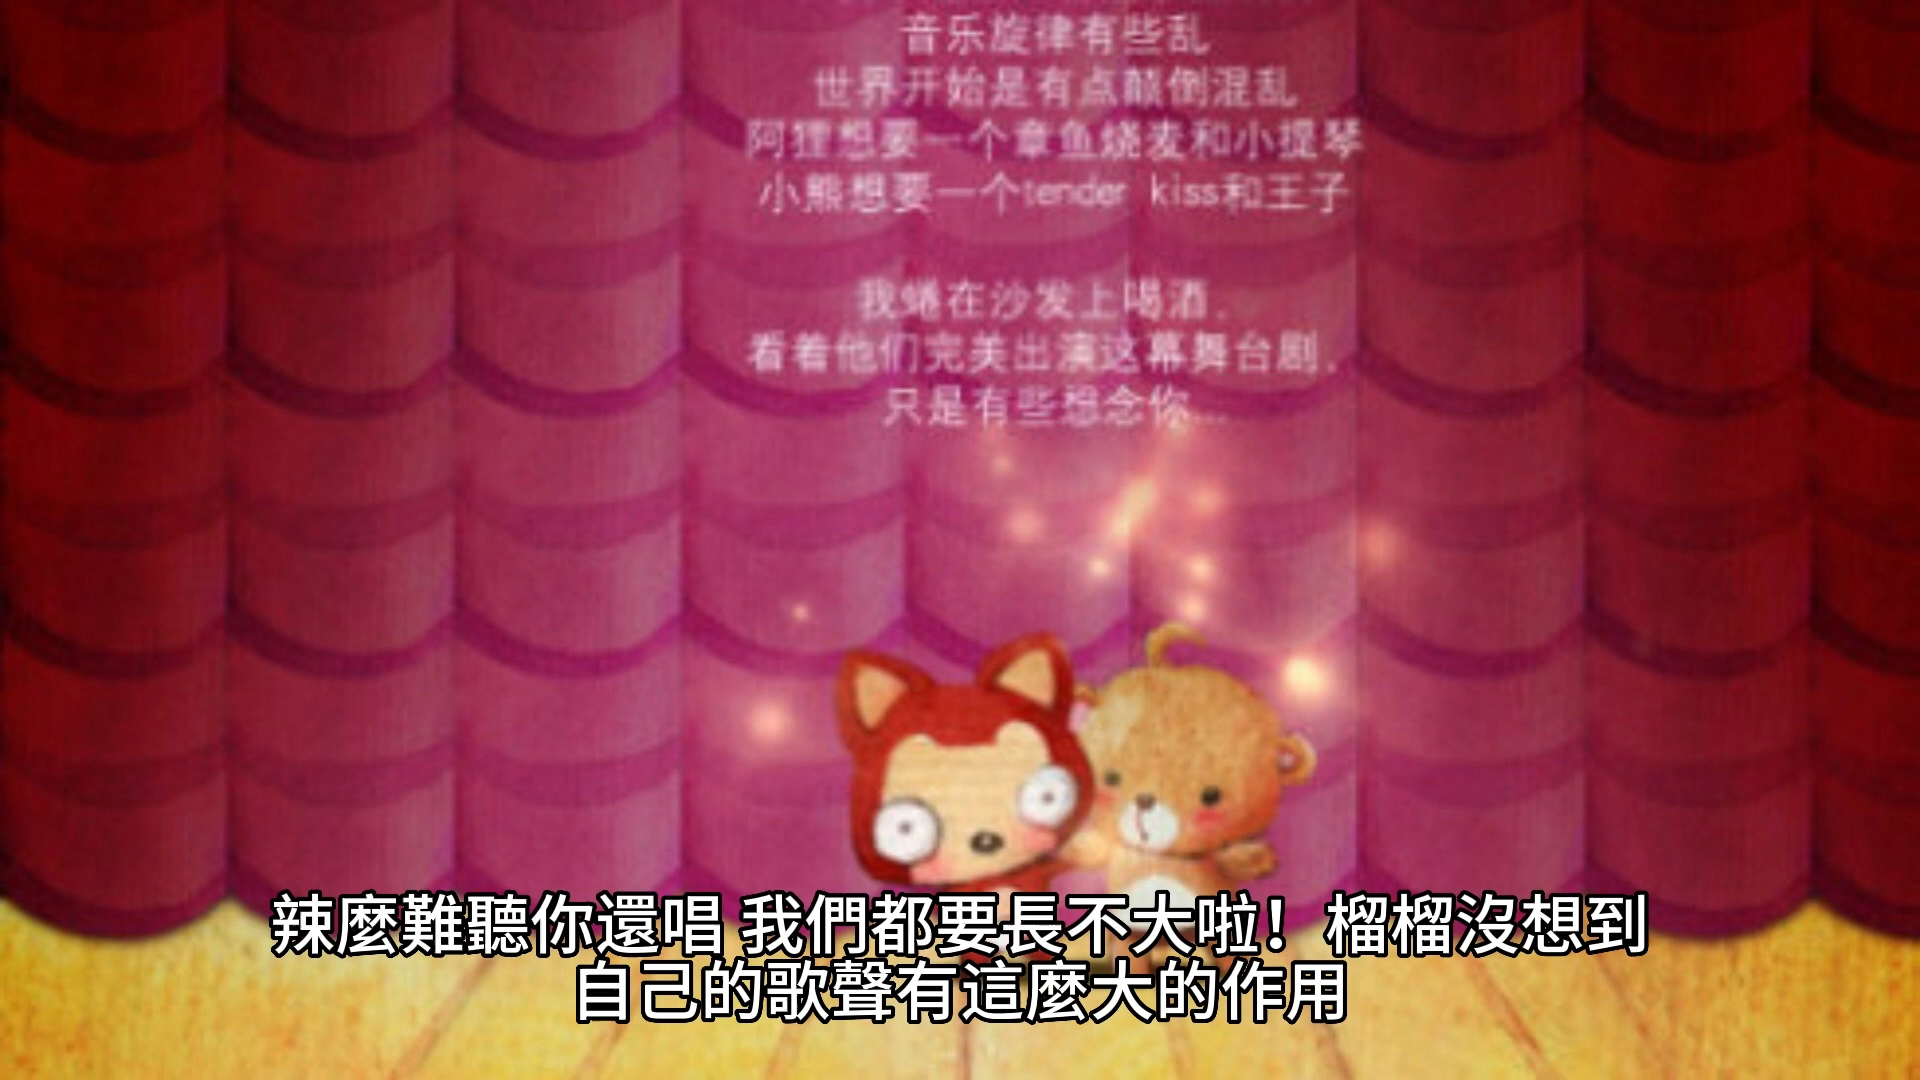 音乐旋律有些乱
世界开始是有点颠倒混乱
阿狸想要一个章鱼烧麦和小提琴
小熊想要一个tender kiss和王子
我蜷在沙发上喝酒.
看着他们完美出演这幕舞台剧.
只是有些想念你...
辣麼難聽你還唱 我們都要長不大啦！榴榴沒想到
自己的歌聲有這麼大的作用